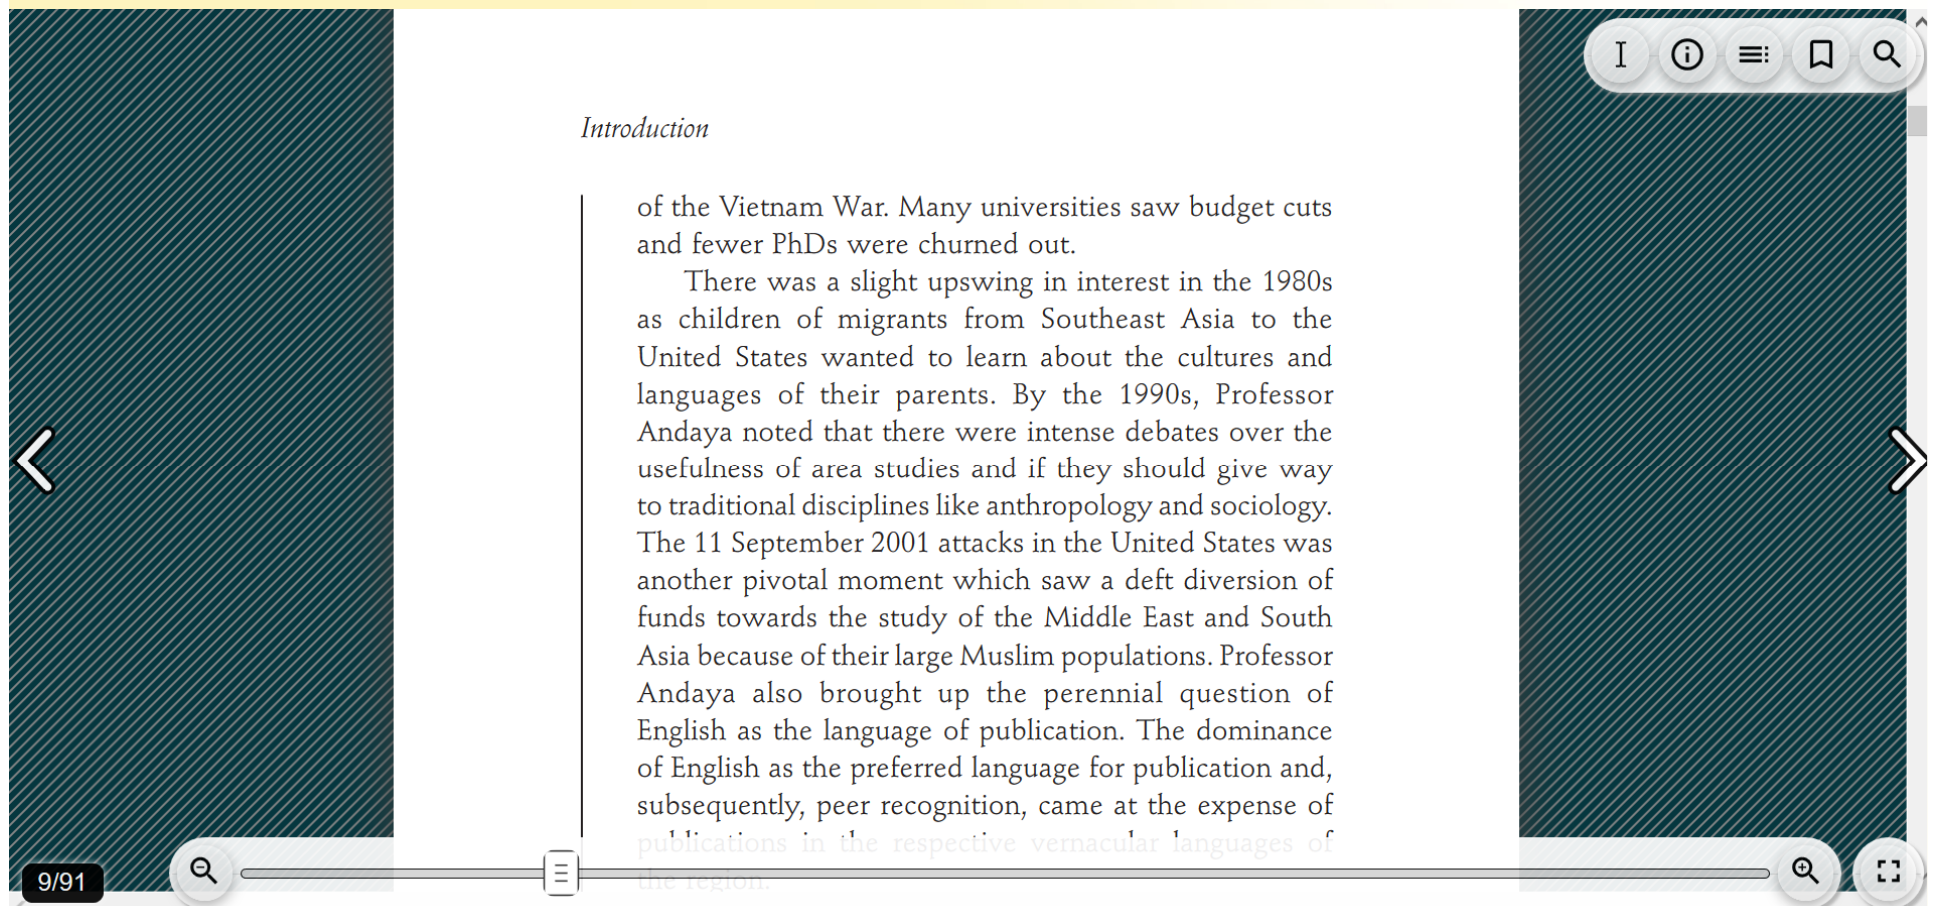 Introduction
of the Vietnam War. Many universities saw budget cuts
and fewer PhDs were churned out.
There was a slight upswing in interest in the 1980s
as children of migrants from Southeast Asia to the
United States wanted to learn about the cultures and
languages of their parents. By the 1990s, Professor
Andaya noted that there were intense debates over the
usefulness of area studies and if they should give way
to traditional disciplines like anthropology and sociology.
The 11 September 2001 attacks in the United States was
another pivotal moment which saw a deft diversion of
funds towards the study of the Middle East and South
Asia because of their large Muslim populations. Professor
Andaya also brought up the perennial question of
English as the language of publication. The dominance
of English as the preferred language for publication and,
subsequently, peer recognition, came at the expense of
publications in the respective vernacular languages of
the region.
9/91